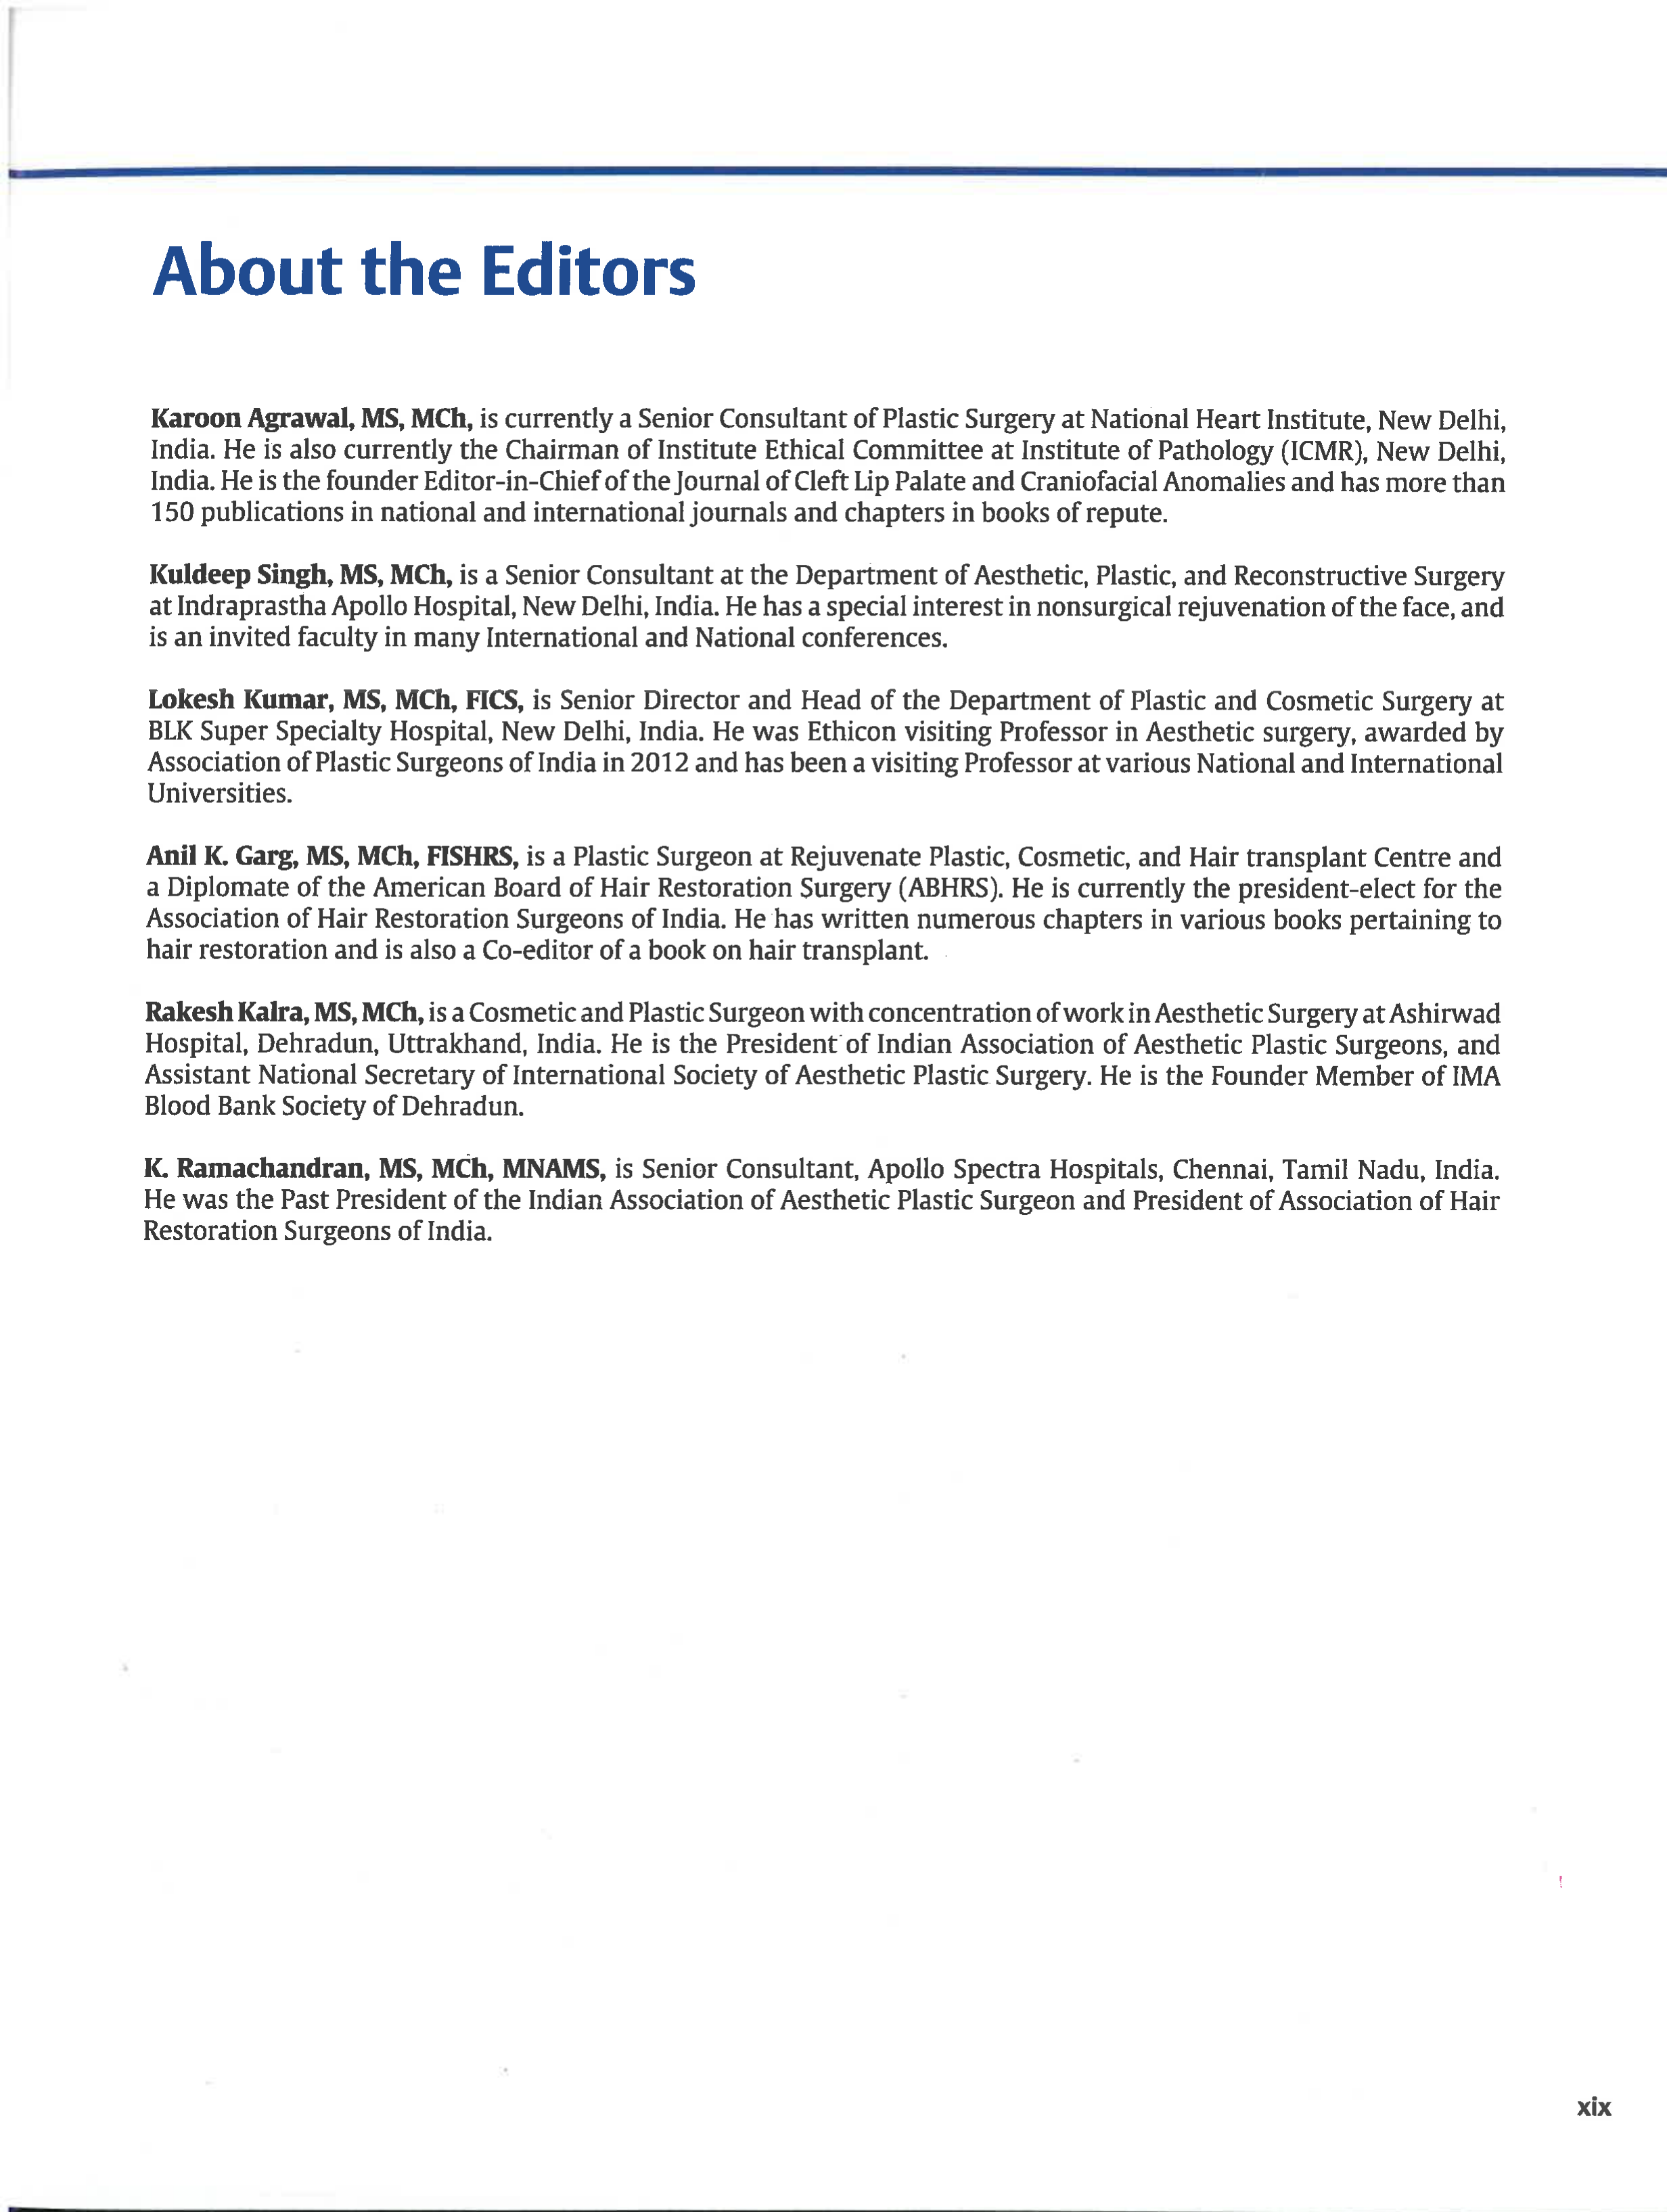 About the Editors
Karoon Agrawal, MS, MCh, is currently a Senior Consultant of Plastic Surgery at National Heart Institute, New Delhi,
India. He is also currently the Chairman of Institute Ethical Committee at Institute of Pathology (ICMR), New Delhi,
India. He is the founder Editor-in-Chief of the Journal of Cleft Lip Palate and Craniofacial Anomalies and has more than
150 publications in national and international journals and chapters in books of repute.
Kuldeep Singh, MS, MCh, is a Senior Consultant at the Department of Aesthetic, Plastic, and Reconstructive Surgery
at Indraprastha Apollo Hospital, New Delhi, India. He has a special interest in nonsurgical rejuvenation of the face, and
is an invited faculty in many International and National conferences.
Lokesh Kumar, MS, MCh, FICS, is Senior Director and Head of the Department of Plastic and Cosmetic Surgery at
BLK Super Specialty Hospital, New Delhi, India. He was Ethicon visiting Professor in Aesthetic surgery, awarded by
Association of Plastic Surgeons of India in 2012 and has been a visiting Professor at various National and International
Universities.
Anil K. Garg, MS, MCh, FISHRS, is a Plastic Surgeon at Rejuvenate Plastic, Cosmetic, and Hair transplant Centre and
a Diplomate of the American Board of Hair Restoration Surgery (ABHRS). He is currently the president-elect for the
Association of Hair Restoration Surgeons of India. He has written numerous chapters in various books pertaining to
hair restoration and is also a Co-editor of a book on hair transplant.
Rakesh Kalra, MS, MCh, is a Cosmetic and Plastic Surgeon with concentration of work in Aesthetic Surgery at Ashirwad
Hospital, Dehradun, Uttrakhand, India. He is the President of Indian Association of Aesthetic Plastic Surgeons, and
Assistant National Secretary of International Society of Aesthetic Plastic Surgery. He is the Founder Member of IMA
Blood Bank Society of Dehradun.
K. Ramachandran, MS, MCh, MNAMS, is Senior Consultant, Apollo Spectra Hospitals, Chennai, Tamil Nadu, India.
He was the Past President of the Indian Association of Aesthetic Plastic Surgeon and President of Association of Hair
Restoration Surgeons of India.
xix